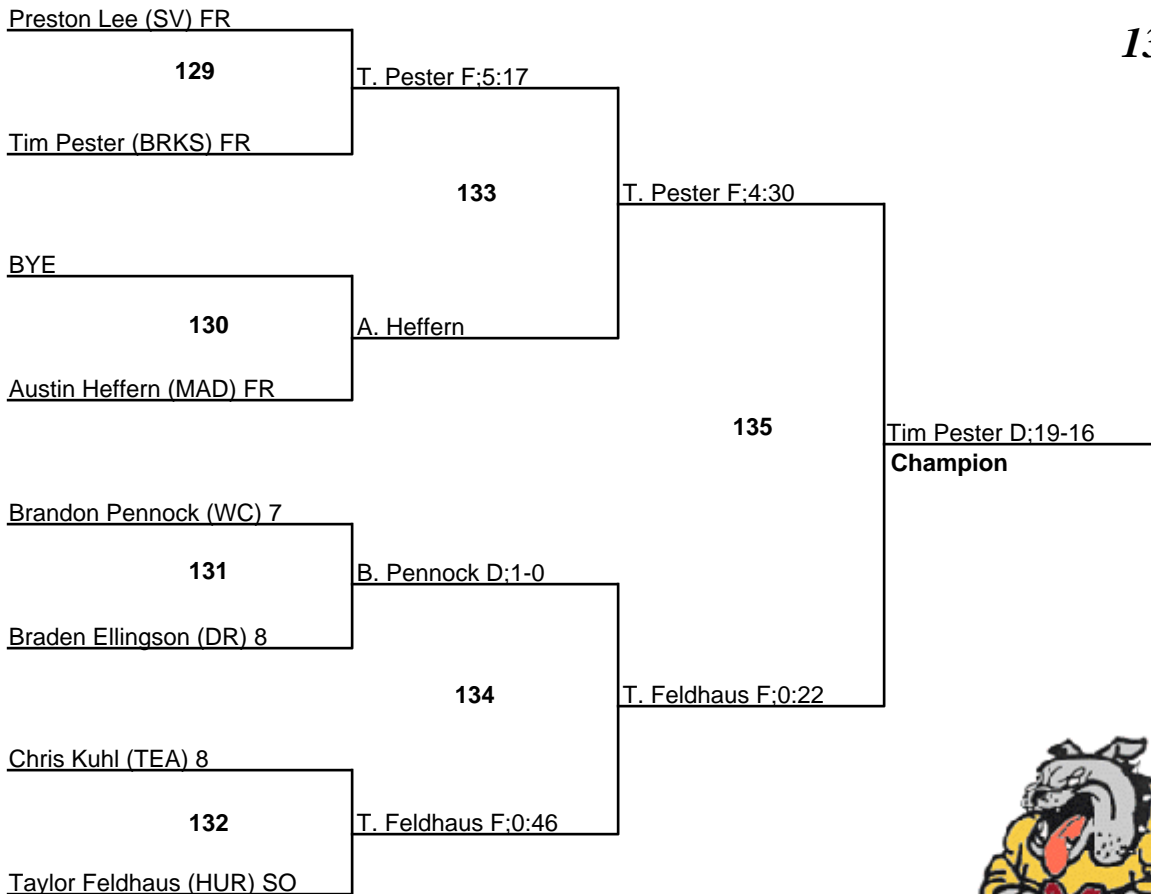 Preston Lee (SV) FR
13
129
T. Pester F;5:17
Tim Pester (BRKS) FR
133
T. Pester F;4:30
BYE
130
A. Heffern
Austin Heffern (MAD) FR
135
Tim Pester D;19-16
Champion
Brandon Pennock (WC) 7
131
B. Pennock D;1-0
Braden Ellingson (DR) 8
134
T. Feldhaus F;0:22
Chris Kuhl (TEA) 8
132
T. Feldhaus F;0:46
Taylor Feldhaus (HUR) SO